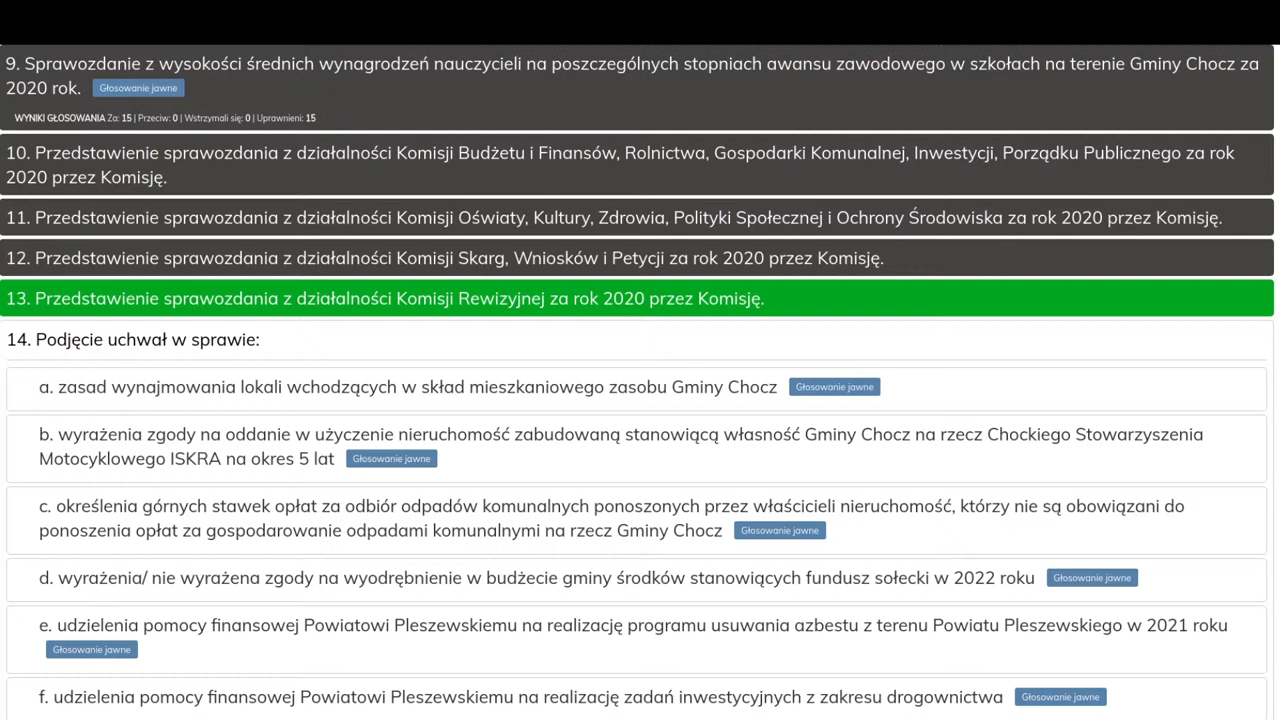 9. Sprawozdanie z wysokości średnich wynagrodzeń nauczycieli na poszczególnych stopniach awansu zawodowego w szkołach na terenie Gminy Chocz za
2020 rok. Głosowanie jawne
WYNIKI GŁOSOWANIA Za: 15 | Przeciw: 0 | Wstrzymali się: 0 | Uprawnieni: 15
10. Przedstawienie sprawozdania z działalności Komisji Budżetu i Finansów, Rolnictwa, Gospodarki Komunalnej, Inwestycji, Porządku Publicznego za rok
2020 przez Komisję.
11. Przedstawienie sprawozdania z działalności Komisji Oświaty, Kultury, Zdrowia, Polityki Społecznej i Ochrony Środowiska za rok 2020 przez Komisję.
12. Przedstawienie sprawozdania z działalności Komisji Skarg, Wniosków i Petycji za rok 2020 przez Komisję.
13. Przedstawienie sprawozdania z działalności Komisji Rewizyjnej za rok 2020 przez Komisję.
14. Podjęcie uchwał w sprawie:
a. zasad wynajmowania lokali wchodzących w skład mieszkaniowego zasobu Gminy Chocz Głosowanie jawne
b. wyrażenia zgody na oddanie w użyczenie nieruchomość zabudowaną stanowiącą własność Gminy Chocz na rzecz Chockiego Stowarzyszenia
Motocyklowego ISKRA na okres 5 lat Głosowanie jawne
c. określenia górnych stawek opłat za odbiór odpadów komunalnych ponoszonych przez właścicieli nieruchomość, którzy nie są obowiązani do
ponoszenia opłat za gospodarowanie odpadami komunalnymi na rzecz Gminy Chocz Głosowanie jawne
d. wyrażenia/ nie wyrażena zgody na wyodrębnienie w budżecie gminy środków stanowiących fundusz sołecki w 2022 roku Głosowanie jawne
e. udzielenia pomocy finansowej Powiatowi Pleszewskiemu na realizację programu usuwania azbestu z terenu Powiatu Pleszewskiego w 2021 roku
Głosowanie jawne
f. udzielenia pomocy finansowej Powiatowi Pleszewskiemu na realizację zadań inwestycyjnych z zakresu drogownictwa Głosowanie jawne